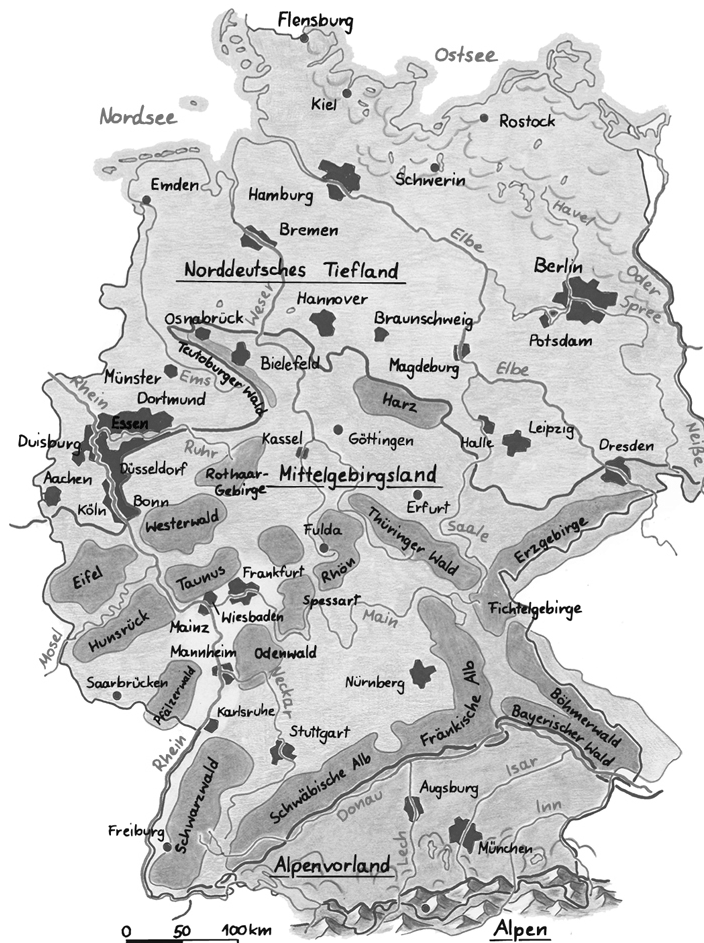 Flensburg
Ostsee
Kiel
Nordsee
Rostock
Schwerin
Emden
Hamburg
Havel
Bremen
Elbe
Berlin
Norddeutsches Tiefland
Oder
Weser
Hannover
Spree
Osnabrück
Braunschweig
Potsdam
Teutoburger Wald
Bielefeld
Magdeburg
Elbe
Münster
Ems
Rhein
Dortmund
Harz
Essen
Duisburg
Ruhr
Kassel
Göttingen
Halle
Leipzig
Neiße
Dresden
Aachen
Düsseldorf
Rothaar-
Gebirge
Mittelgebirgsland
Köln
Bonn
Erfurt
Westerwald
Fulda
Thüringer Wald
Saale
Erzgebirge
Eifel
Taunus
Frankfurt
Rhön
Spessart
Fichtelgebirge
Wiesbaden
Mainz
Main
Mosel
Hunsrück
Mannheim
Odenwald
Saarbrücken
Pfälzerwald
Neckar
Nürnberg
Fränkische Alb
Böhmerwald
Bayerischer Wald
Karlsruhe
Stuttgart
Rhein
Schwarzwald
Schwäbische Alb
Donau
Augsburg
Isar
Inn
Freiburg
Lech
München
Alpenvorland
0 50 100 km
Alpen